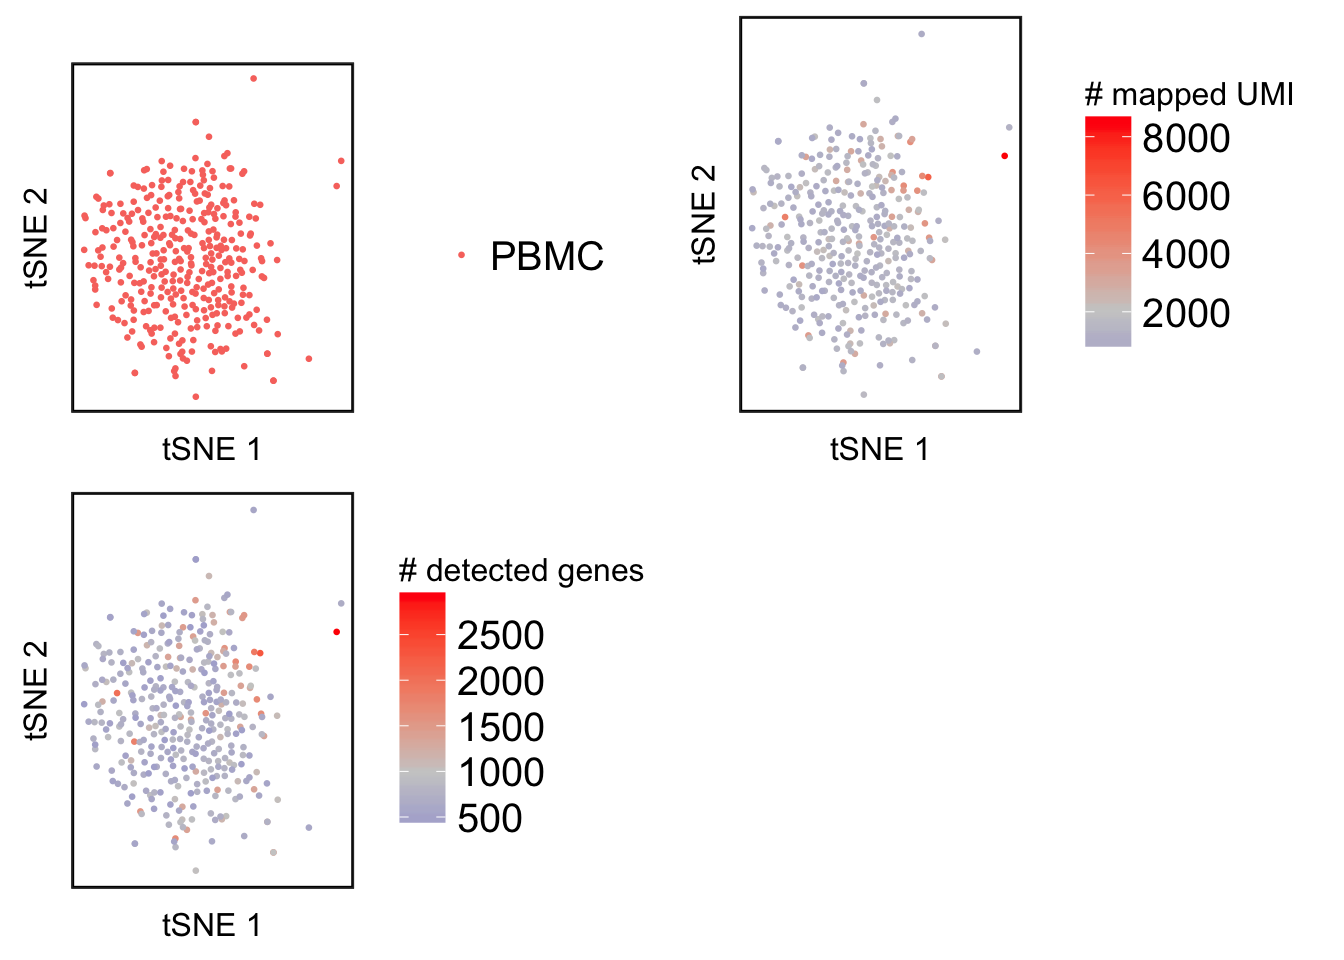 tSNE 2
tSNE 1
PBMC
tSNE 2
tSNE 1
# mapped UMI
8000
6000
4000
2000
tSNE 2
tSNE 1
# detected genes
2500
2000
1500
1000
500